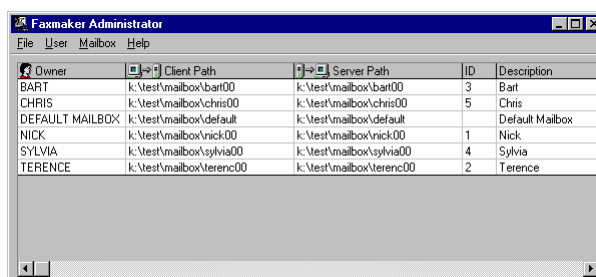 Faxmaker Administrator
File User Mailbox Help
Owner Client Path Server Path ID Description
BART k:\test\mailbox\bart00 k:\test\mailbox\bart00 3 Bart
CHRIS k:\test\mailbox\chris00 k:\test\mailbox\chris00 5 Chris
DEFAULT MAILBOX k:\test\mailbox\default k:\test\mailbox\default Default Mailbox
NICK k:\test\mailbox\nick00 k:\test\mailbox\nick00 1 Nick
SYLVIA k:\test\mailbox\sylvia00 k:\test\mailbox\sylvia00 4 Sylvia
TERENCE k:\test\mailbox\terenc00 k:\test\mailbox\terenc00 2 Terence